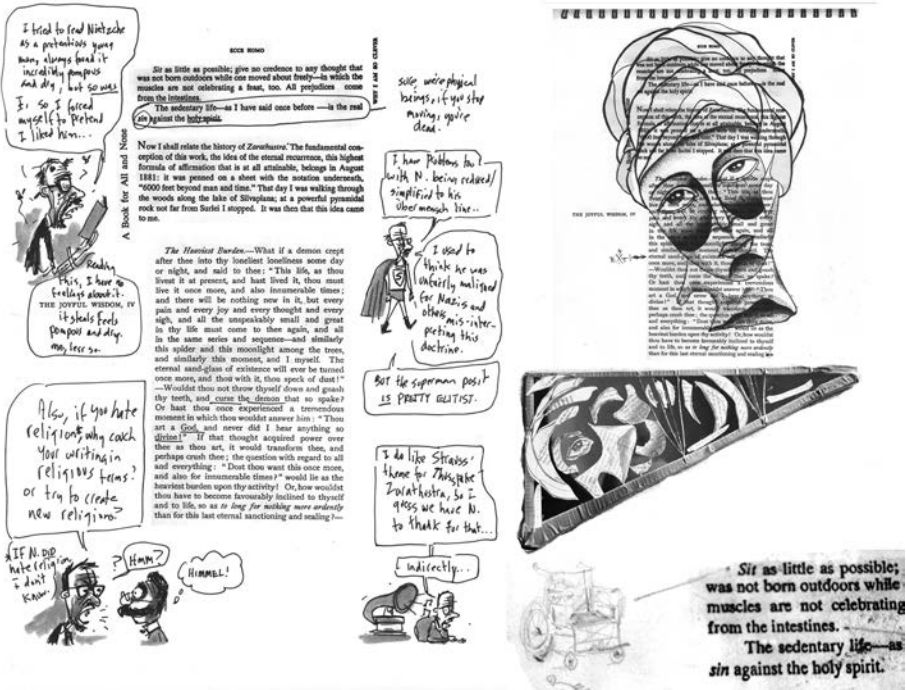 I tried to read Nietzche
as a pretentious young
man, always found it
incredibly pompous
and dry, but so was
I, so I forced
myself to pretend
I liked him...
Reading
this, I have no
feelings about it.
THE JOYFUL WISDOM, IV
it still feels
pompous and dry.
me, less so.
A Book for All and None
ECCE HOMO
WHY I AM SO CLEVER
Sit as little as possible; give no credence to any thought that
was not born outdoors while one moved about freely—in which the
muscles are not celebrating a feast, too. All prejudices come
from the intestines.
The sedentary life—as I have said once before—is the real
sin against the holy spirit.
Now I shall relate the history of Zarathustra. The fundamental con-
ception of this work, the idea of the eternal recurrence, this highest
formula of affirmation that is at all attainable, belongs in August
1881: it was penned on a sheet with the notation underneath,
"6000 feet beyond man and time." That day I was walking through
the woods along the lake of Silvaplana; at a powerful pyramidal
rock not far from Surlei I stopped. It was then that this idea came
to me.
The Heaviest Burden.—What if a demon crept
after thee into thy loneliest loneliness some day
or night, and said to thee: "This life, as thou
livest it at present, and hast lived it, thou must
live it once more, and also innumerable times;
and there will be nothing new in it, but every
pain and every joy and every thought and every
sigh, and all the unspeakably small and great
in thy life must come to thee again, and all
in the same series and sequence—and similarly
this spider and this moonlight among the trees,
and similarly this moment, and I myself. The
eternal sand-glass of existence will ever be turned
once more, and thou with it, thou speck of dust!"
—Wouldst thou not throw thyself down and gnash
thy teeth, and curse the demon that so spake?
Or hast thou once experienced a tremendous
moment in which thou wouldst answer him: "Thou
art a God, and never did I hear anything so
divine!" If that thought acquired power over
thee as thou art, it would transform thee, and
perhaps crush thee; the question with regard to all
and everything: "Dost thou want this once more,
and also for innumerable times?" would lie as the
heaviest burden upon thy activity! Or, how wouldst
thou have to become favourably inclined to thyself
and to life, so as to long for nothing more ardently
than for this last eternal sanctioning and sealing?—
sure, we're physical
beings, if you stop
moving, you're
dead.
I have problems too
with N. being reduced/
simplified to his
übermensch line..
S
I used to
think he was
unfairly maligned
for Nazis and
others mis-inter-
preting this
doctrine.
BUT the superman posit
IS PRETTY ELITIST.
Also, if you hate
religion*, why couch
your writing in
religious terms?
or try to create
new religions?
*IF N. DID
hate religion,
i don't
know.
?
HMM?
HIMMEL!
I do like Strauss'
theme for
Zarathustra, so I
guess we have N.
to thank for that...
indirectly...
ECCE HOMO
THE JOYFUL WISDOM, IV
Sit as little as possible;
was not born outdoors while
muscles are not celebrating
from the intestines.
The sedentary life—as
sin against the holy spirit.